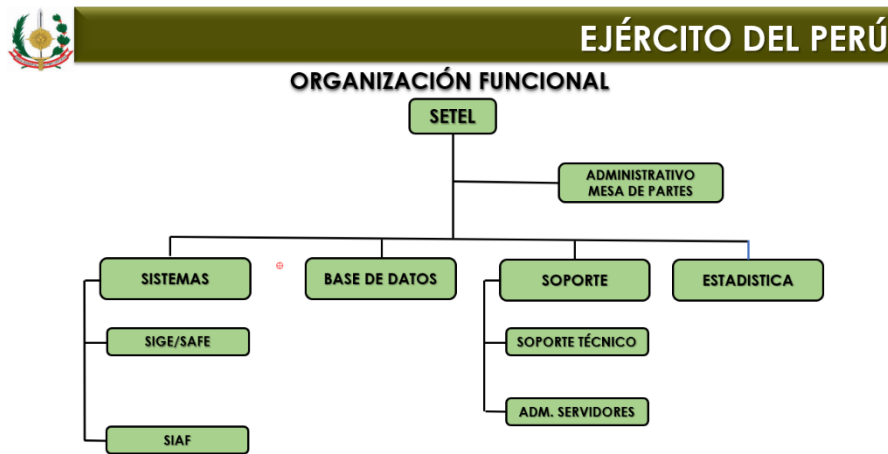 EJÉRCITO DEL PERÚ
ORGANIZACIÓN FUNCIONAL
SETEL
ADMINISTRATIVO
MESA DE PARTES
SISTEMAS
BASE DE DATOS
SOPORTE
ESTADISTICA
SIGE/SAFE
SOPORTE TÉCNICO
ADM. SERVIDORES
SIAF